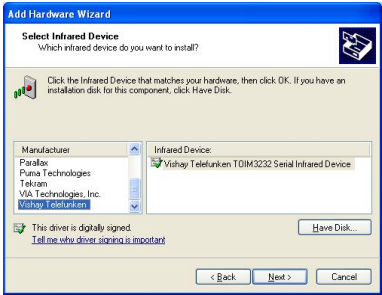 Add Hardware Wizard
Select Infrared Device
Which infrared device do you want to install?
Click the Infrared Device that matches your hardware, then click OK. If you have an
installation disk for this component, click Have Disk.
Manufacturer
Parallax
Puma Technologies
Tekram
VIA Technologies, Inc.
Vishay Telefunken
Infrared Device:
Vishay Telefunken TOIM3232 Serial Infrared Device
This driver is digitally signed.
Tell me why driver signing is important
Have Disk...
< Back
Next >
Cancel